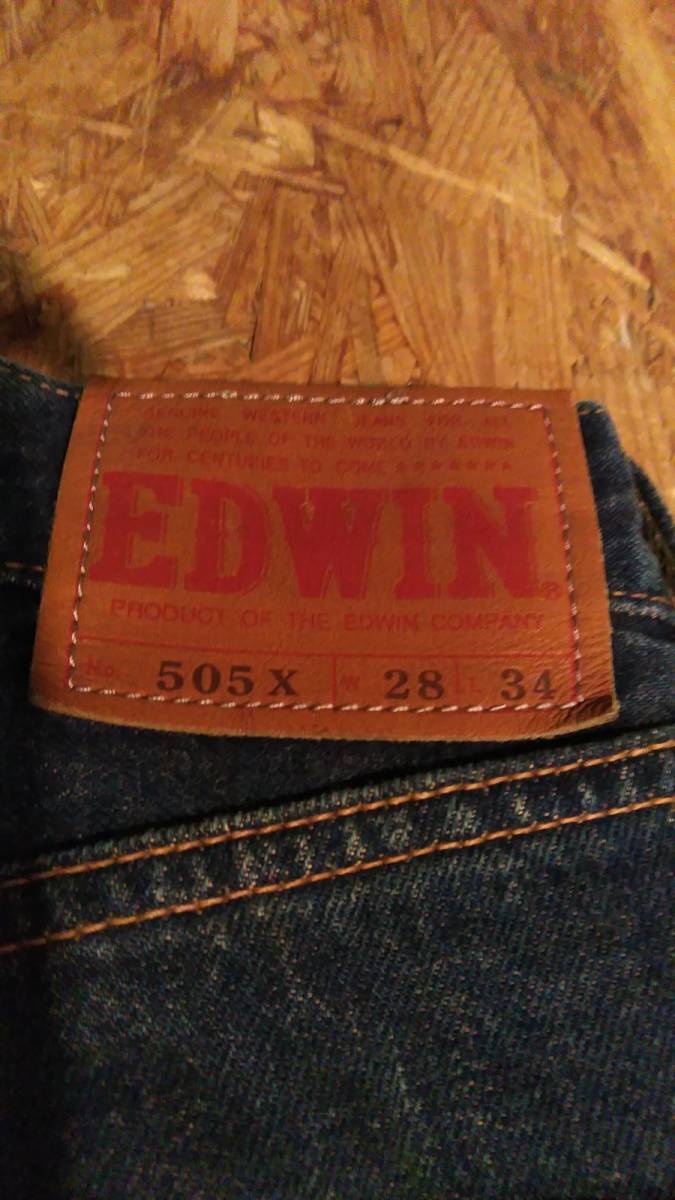 GENUINE WESTERN JEANS FOR ALL
THE PEOPLE OF THE WORLD BY EDWIN
FOR CENTURIES TO COME ★★★★★★★
EDWIN®
PRODUCT OF THE EDWIN COMPANY
No. 505X W 28 L 34